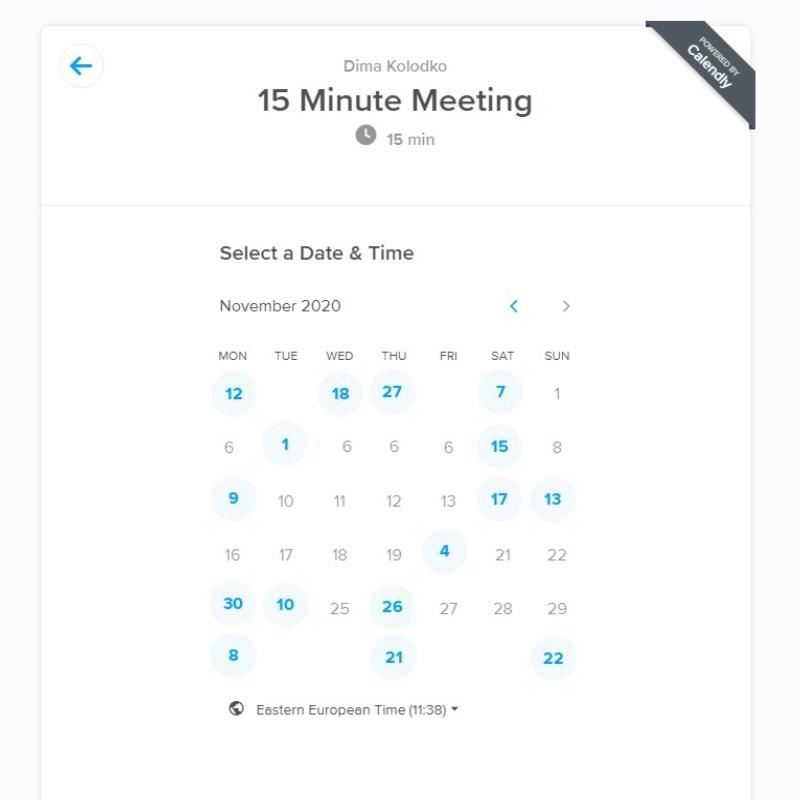 POWERED BY
Calendly
Dima Kolodko
15 Minute Meeting
15 min
Select a Date & Time
November 2020
MON TUE WED THU FRI SAT SUN
12 18 27 7 1
6 1 6 6 6 15 8
9 10 11 12 13 17 13
16 17 18 19 4 21 22
30 10 25 26 27 28 29
8 21 22
Eastern European Time (11:38)